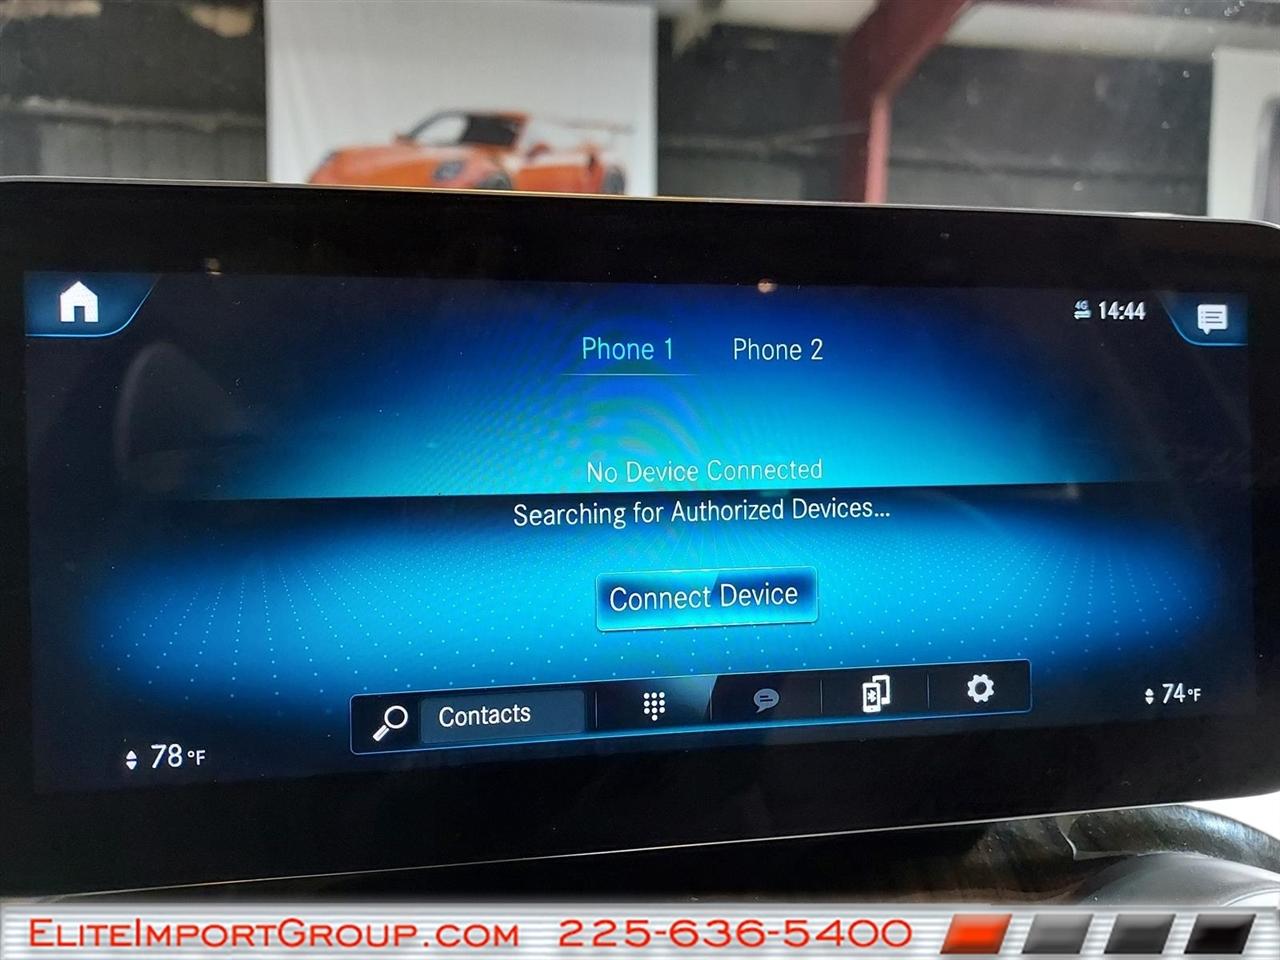 4G 14:44
Phone 1 Phone 2
No Device Connected
Searching for Authorized Devices...
Connect Device
Contacts
78°F
74°F
EliteImportGroup.com 225-636-5400